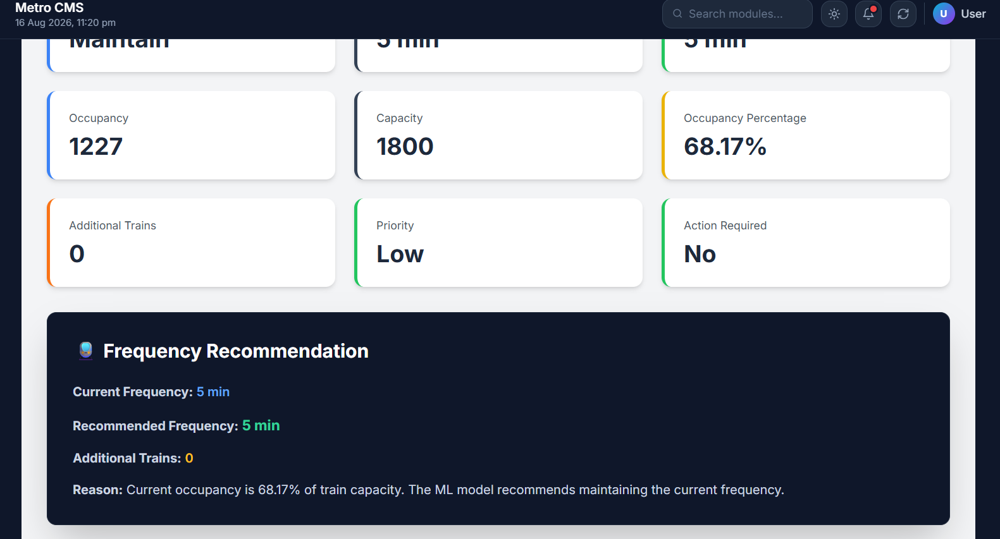 Metro CMS
16 Aug 2026, 11:20 pm
Search modules...
U
User
Maintain
5 min
5 min
Occupancy
1227
Capacity
1800
Occupancy Percentage
68.17%
Additional Trains
0
Priority
Low
Action Required
No
Frequency Recommendation
Current Frequency: 5 min
Recommended Frequency: 5 min
Additional Trains: 0
Reason: Current occupancy is 68.17% of train capacity. The ML model recommends maintaining the current frequency.